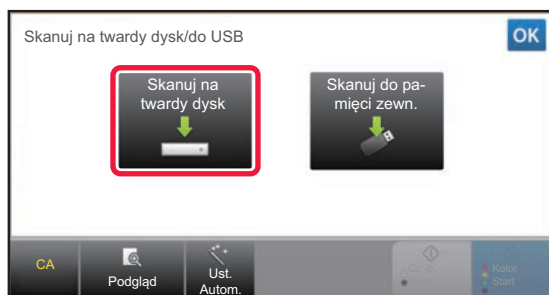 Skanuj na twardy dysk/do USB
OK
Skanuj na
twardy dysk
Skanuj do pa-
mięci zewn.
CA
Podgląd
Ust.
Autom.
Kolor
Start